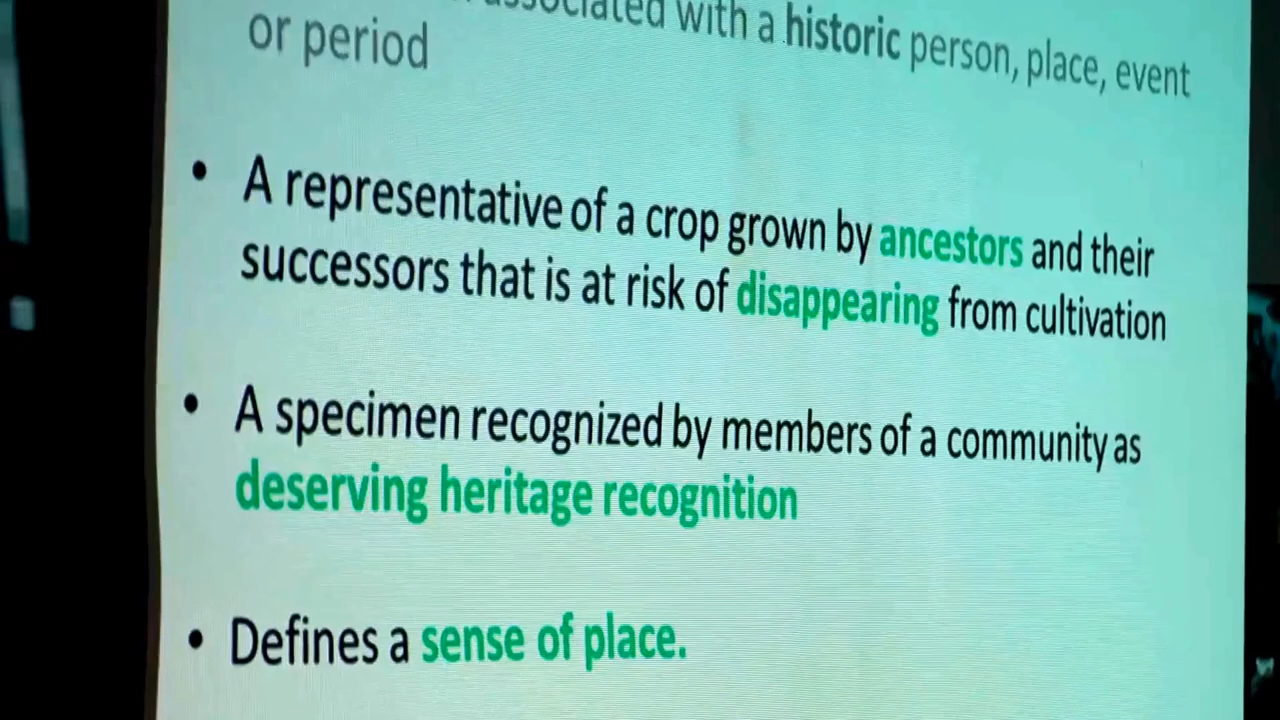 associated with a historic person, place, event
or period
• A representative of a crop grown by ancestors and their
successors that is at risk of disappearing from cultivation
• A specimen recognized by members of a community as
deserving heritage recognition
• Defines a sense of place.